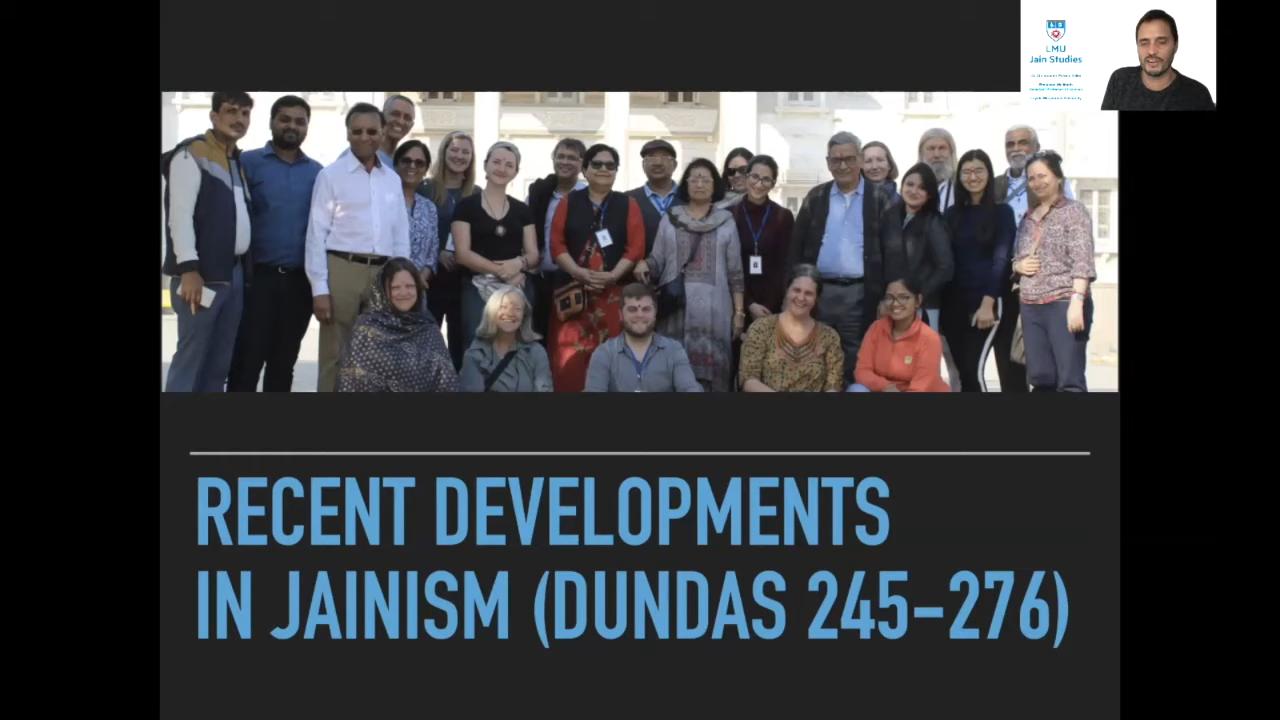 LMU
Jain Studies
RECENT DEVELOPMENTS
IN JAINISM (DUNDAS 245–276)